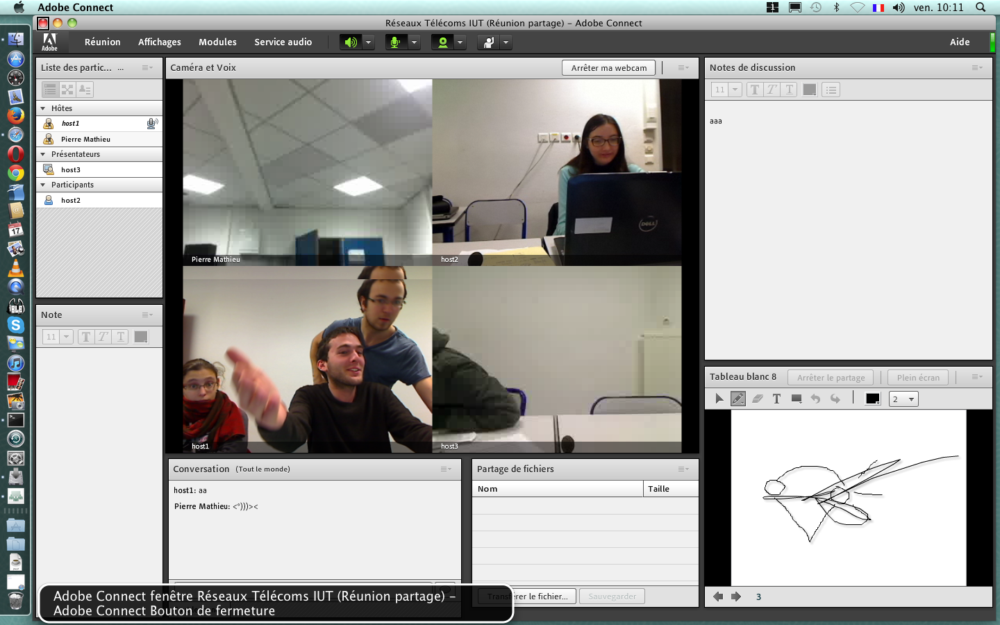 Adobe Connect
1
ven. 10:11
Réseaux Télécoms IUT (Réunion partage) – Adobe Connect
Adobe
Réunion
Affichages
Modules
Service audio
Aide
Liste des partic... ...
Hôtes
host1
Pierre Mathieu
Présentateurs
host3
Participants
host2
Note
11
T T T
Caméra et Voix
Arrêter ma webcam
Pierre Mathieu
host2
DELL
host1
host3
Conversation (Tout le monde)
host1: aa
Pierre Mathieu: <°)))><
Partage de fichiers
Nom
Taille
Transférer le fichier...
Sauvegarder
Notes de discussion
11
T T T
aaa
Tableau blanc 8
Arrêter le partage
Plein écran
T
2
3
17
Adobe Connect fenêtre Réseaux Télécoms IUT (Réunion partage) –
Adobe Connect Bouton de fermeture